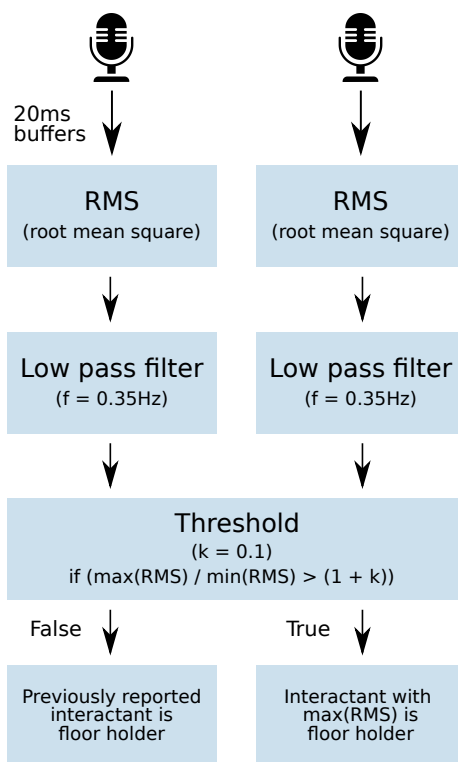 20ms
buffers
RMS
(root mean square)
RMS
(root mean square)
Low pass filter
(f = 0.35Hz)
Low pass filter
(f = 0.35Hz)
Threshold
(k = 0.1)
if (max(RMS) / min(RMS) > (1 + k))
False
True
Previously reported
interactant is
floor holder
Interactant with
max(RMS) is
floor holder